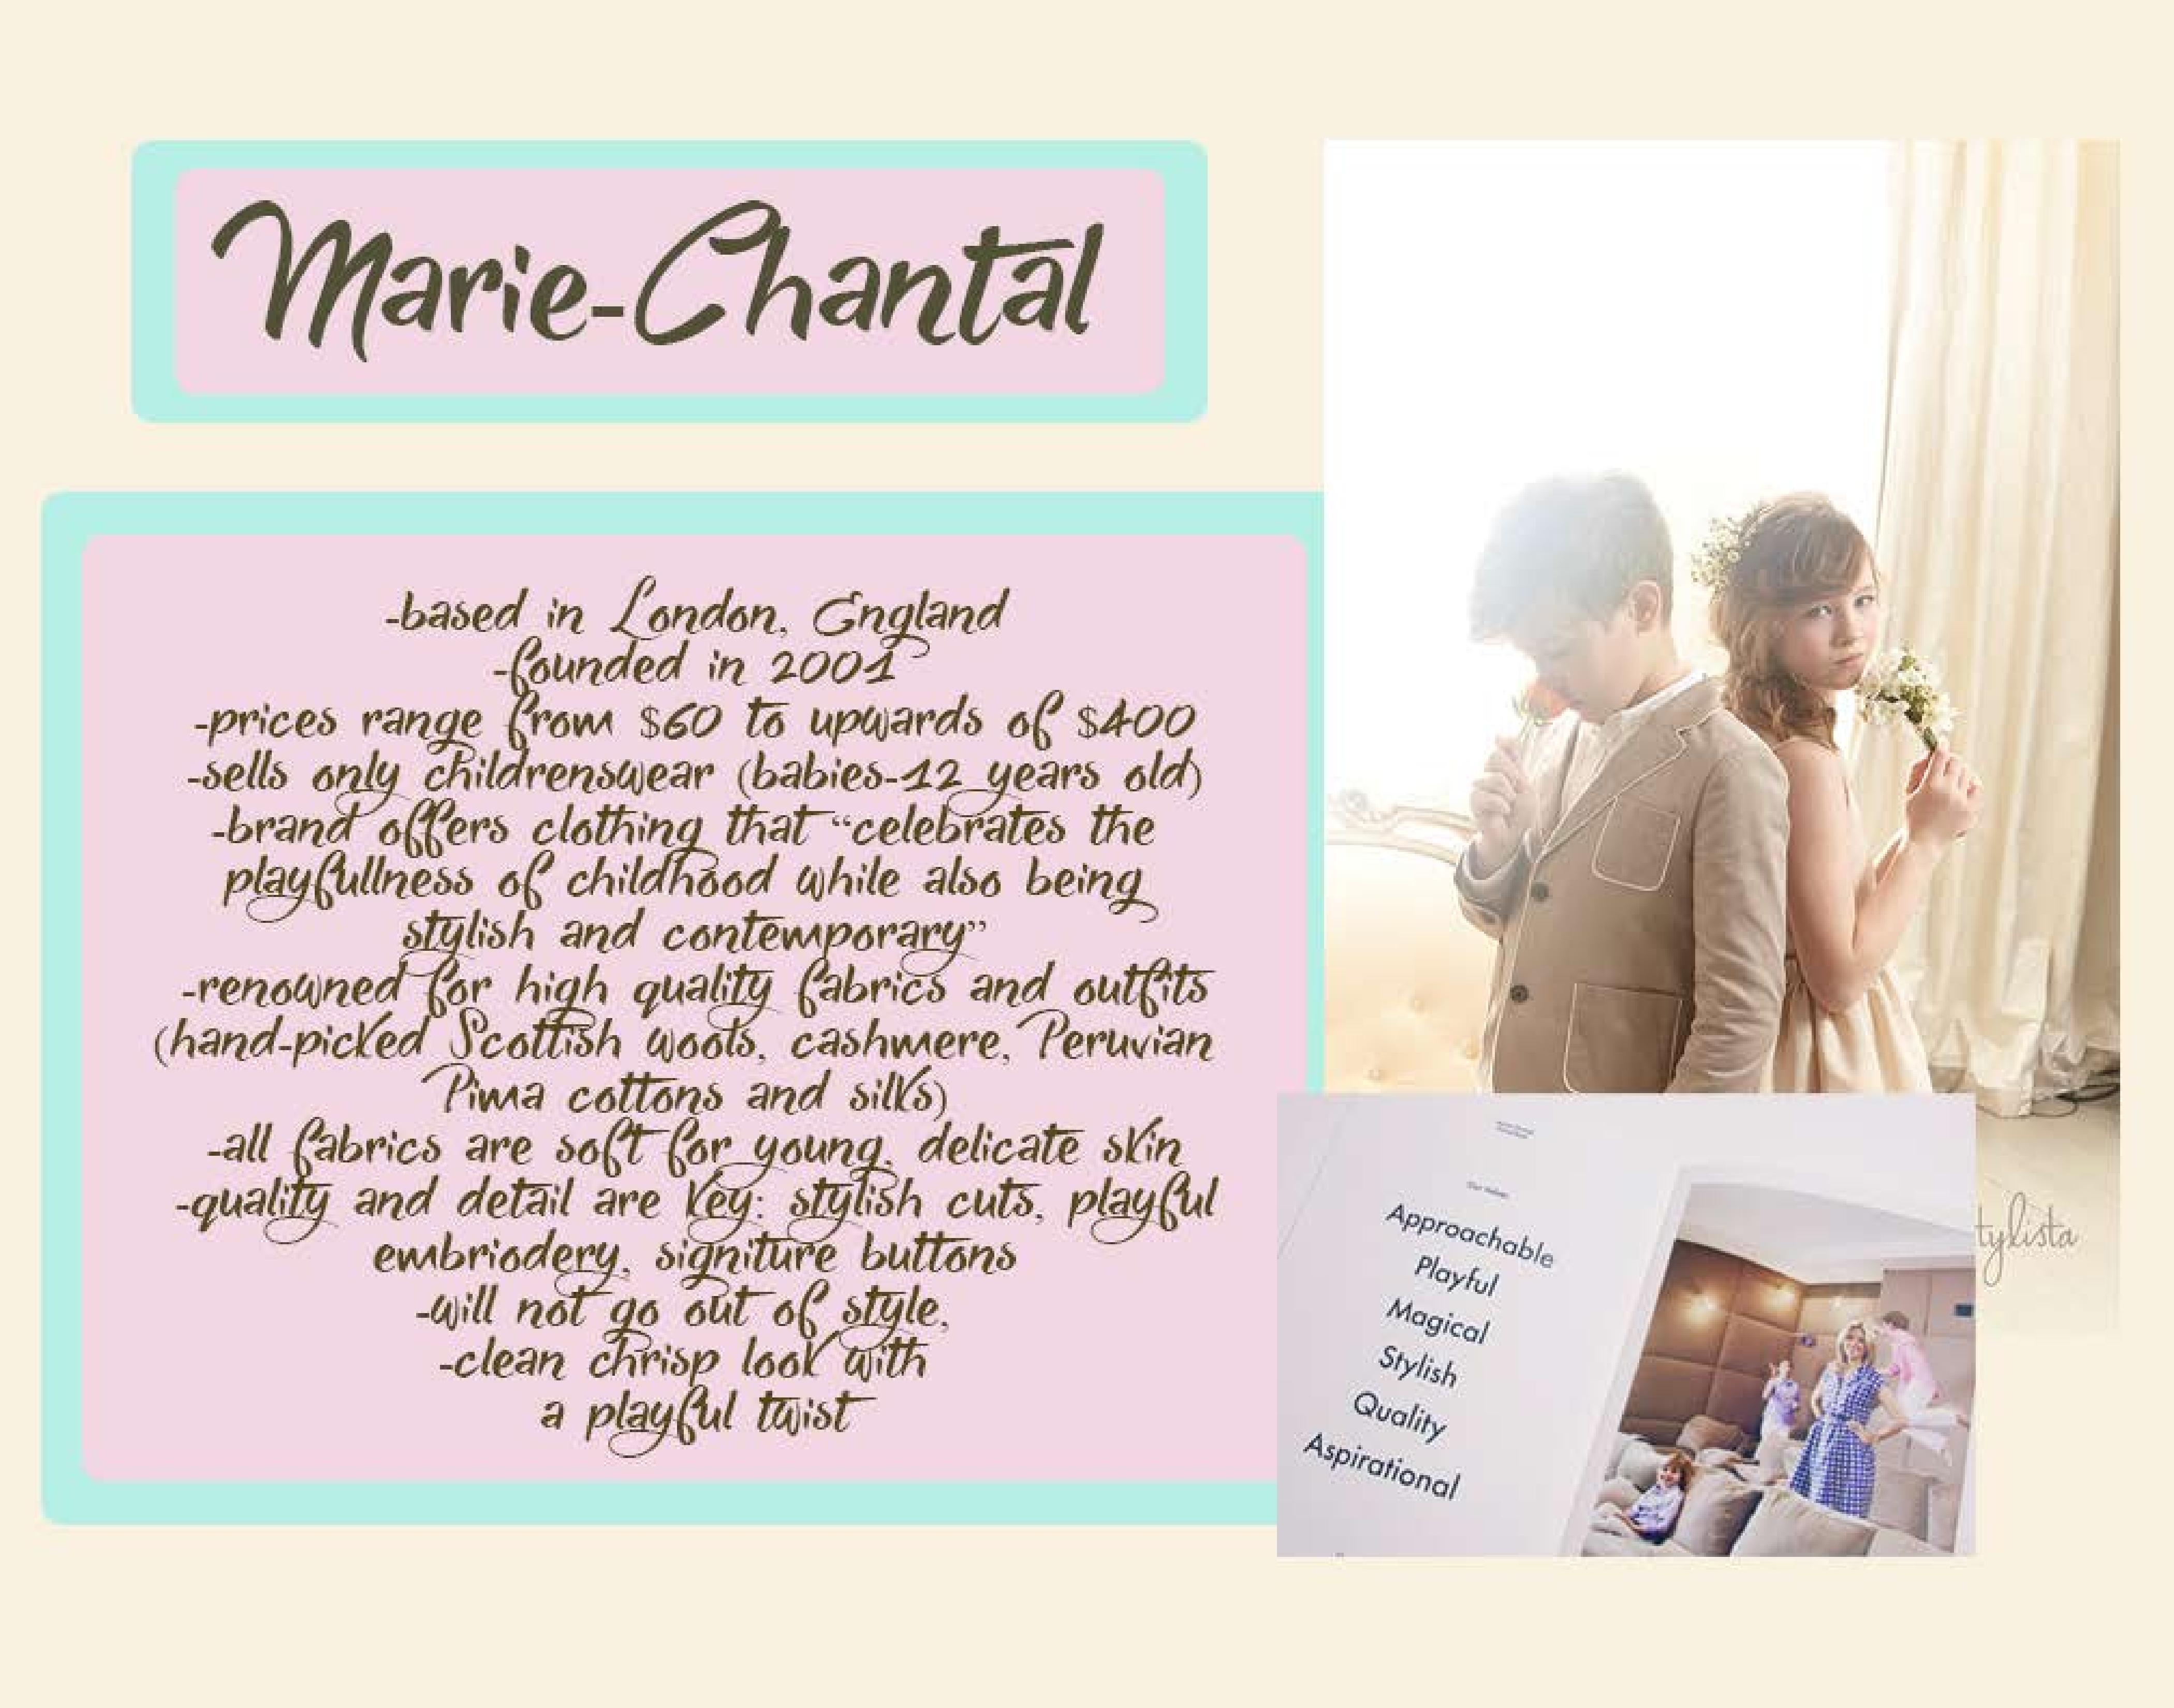 Marie-Chantal
-based in London, England
-founded in 2001
-prices range from $60 to upwards of $400
-sells only childrenswear (babies-12 years old)
-brand offers clothing that “celebrates the
playfullness of childhood while also being
stylish and contemporary”
-renowned for high quality fabrics and outfits
(hand-picked Scottish wools, cashmere, Peruvian
Pima cottons and silks)
-all fabrics are soft for young, delicate skin
-quality and detail are key: stylish cuts, playful
embriodery, signiture buttons
-will not go out of style,
-clean chrisp look with
a playful twist
Our values
Approachable
Playful
Magical
Stylish
Quality
Aspirational
tylista